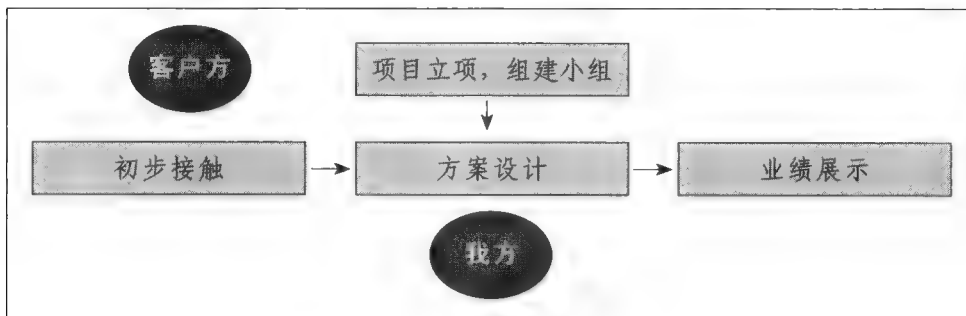 客户方
项目立项，组建小组
初步接触
方案设计
业绩展示
我方